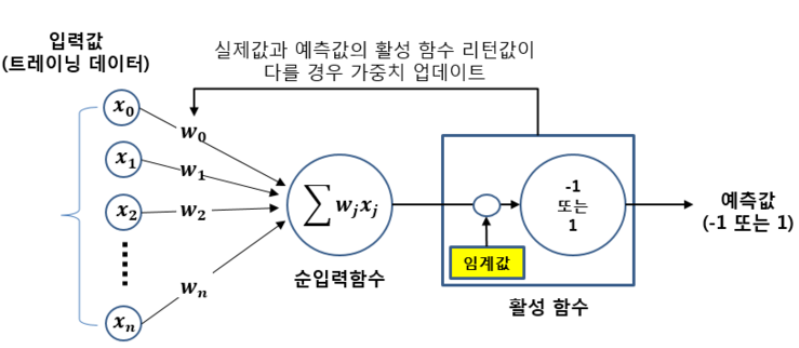 입력값
(트레이닝 데이터)
실제값과 예측값의 활성 함수 리턴값이
다를 경우 가중치 업데이트
x₀
w₀
x₁
w₁
x₂
w₂
xₙ
wₙ
∑ wⱼxⱼ
순입력함수
임계값
-1
또는
1
활성 함수
예측값
(-1 또는 1)